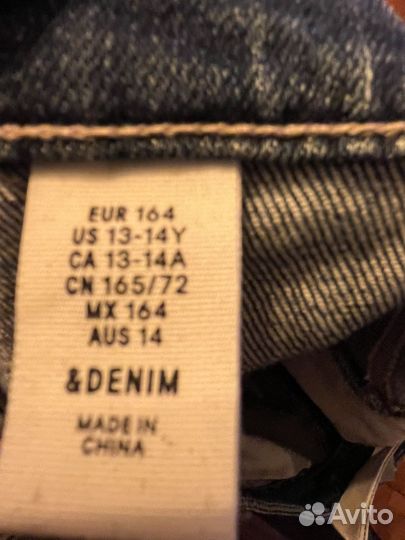 EUR 164
US 13-14Y
CA 13-14A
CN 165/72
MX 164
AUS 14
&DENIM
MADE IN
CHINA
Avito